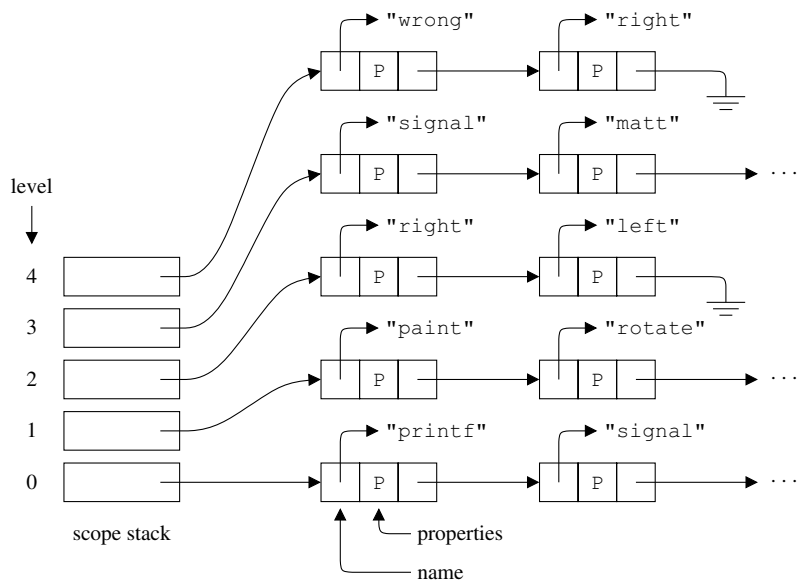 "wrong" "right"
P P
"signal" "matt"
level P P ...
"right" "left"
4 P P
3 "paint" "rotate"
2 P P ...
1 "printf" "signal"
0 P P ...
scope stack properties
name